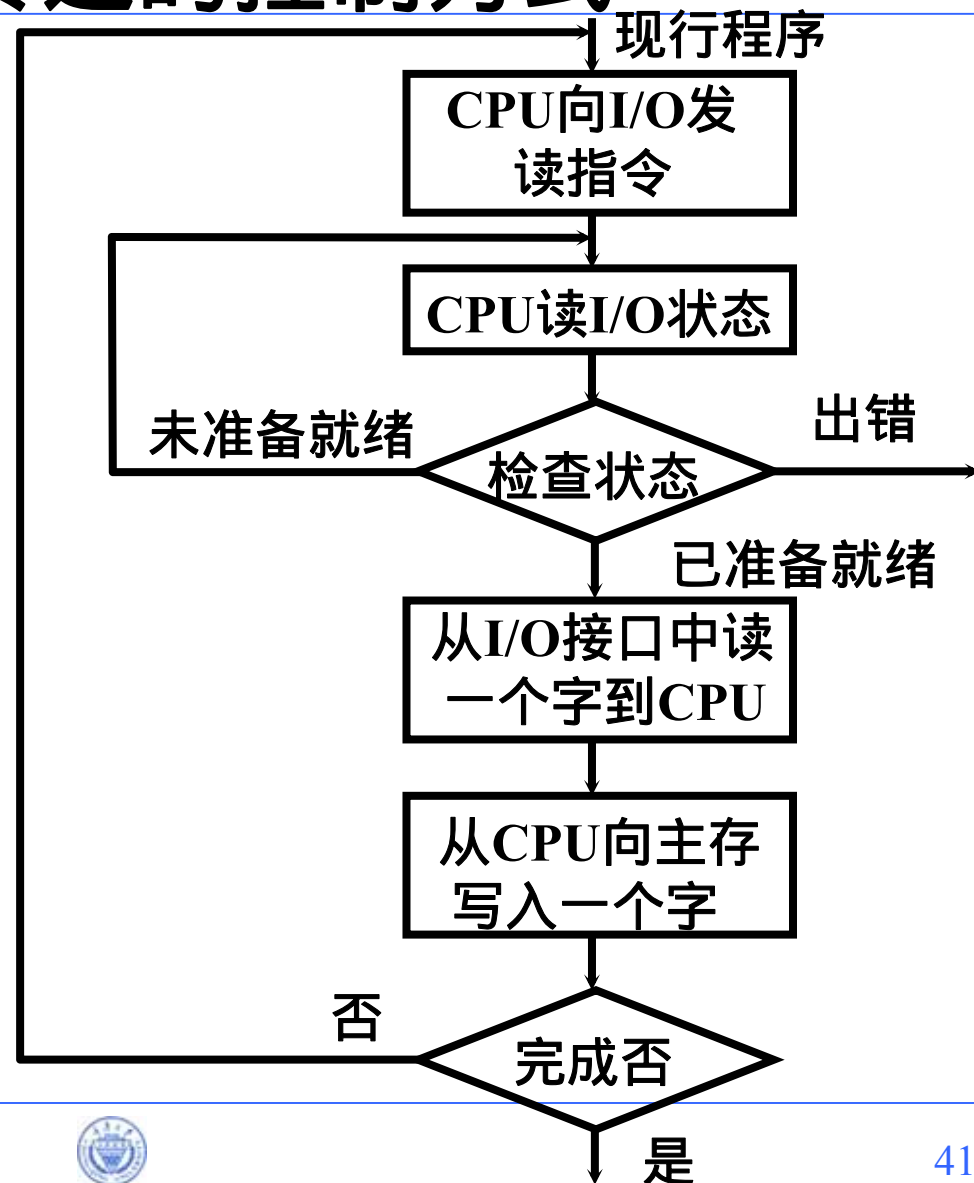 现行程序
CPU向I/O发
读指令
CPU读I/O状态
未准备就绪
出错
检查状态
已准备就绪
从I/O接口中读
一个字到CPU
从CPU向主存
写入一个字
否
完成否
是
41